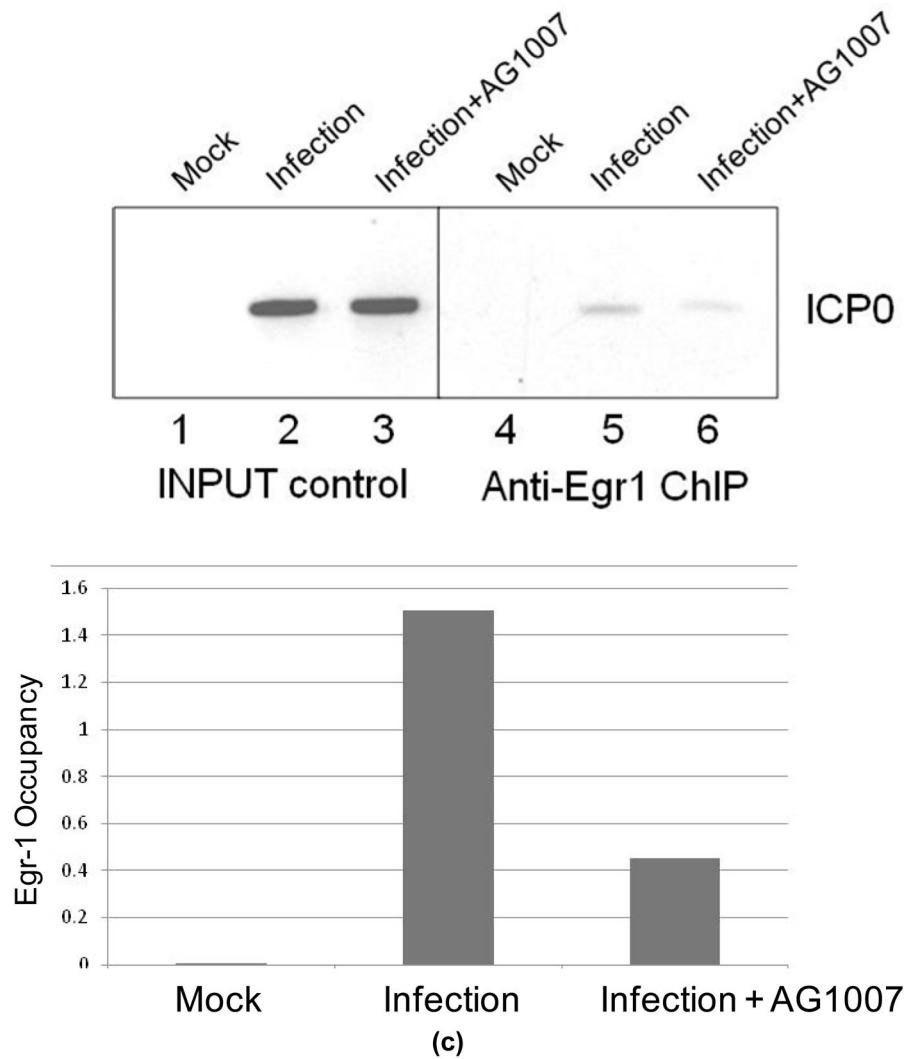 Mock Infection Infection+AG1007 Mock Infection Infection+AG1007
ICP0
1 2 3 4 5 6
INPUT control Anti-Egr1 ChIP
1.6
1.4
1.2
1
0.8
0.6
0.4
0.2
0
Egr-1 Occupancy
Mock Infection Infection + AG1007
(c)